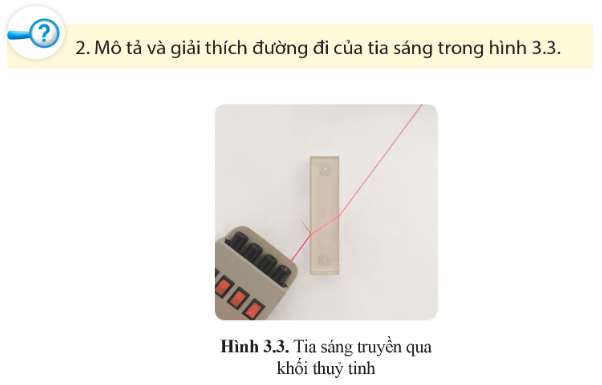 2. Mô tả và giải thích đường đi của tia sáng trong hình 3.3.
Hình 3.3. Tia sáng truyền qua
khối thuỷ tinh